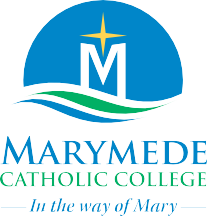 M
MARYMEDE
CATHOLIC COLLEGE
In the way of Mary